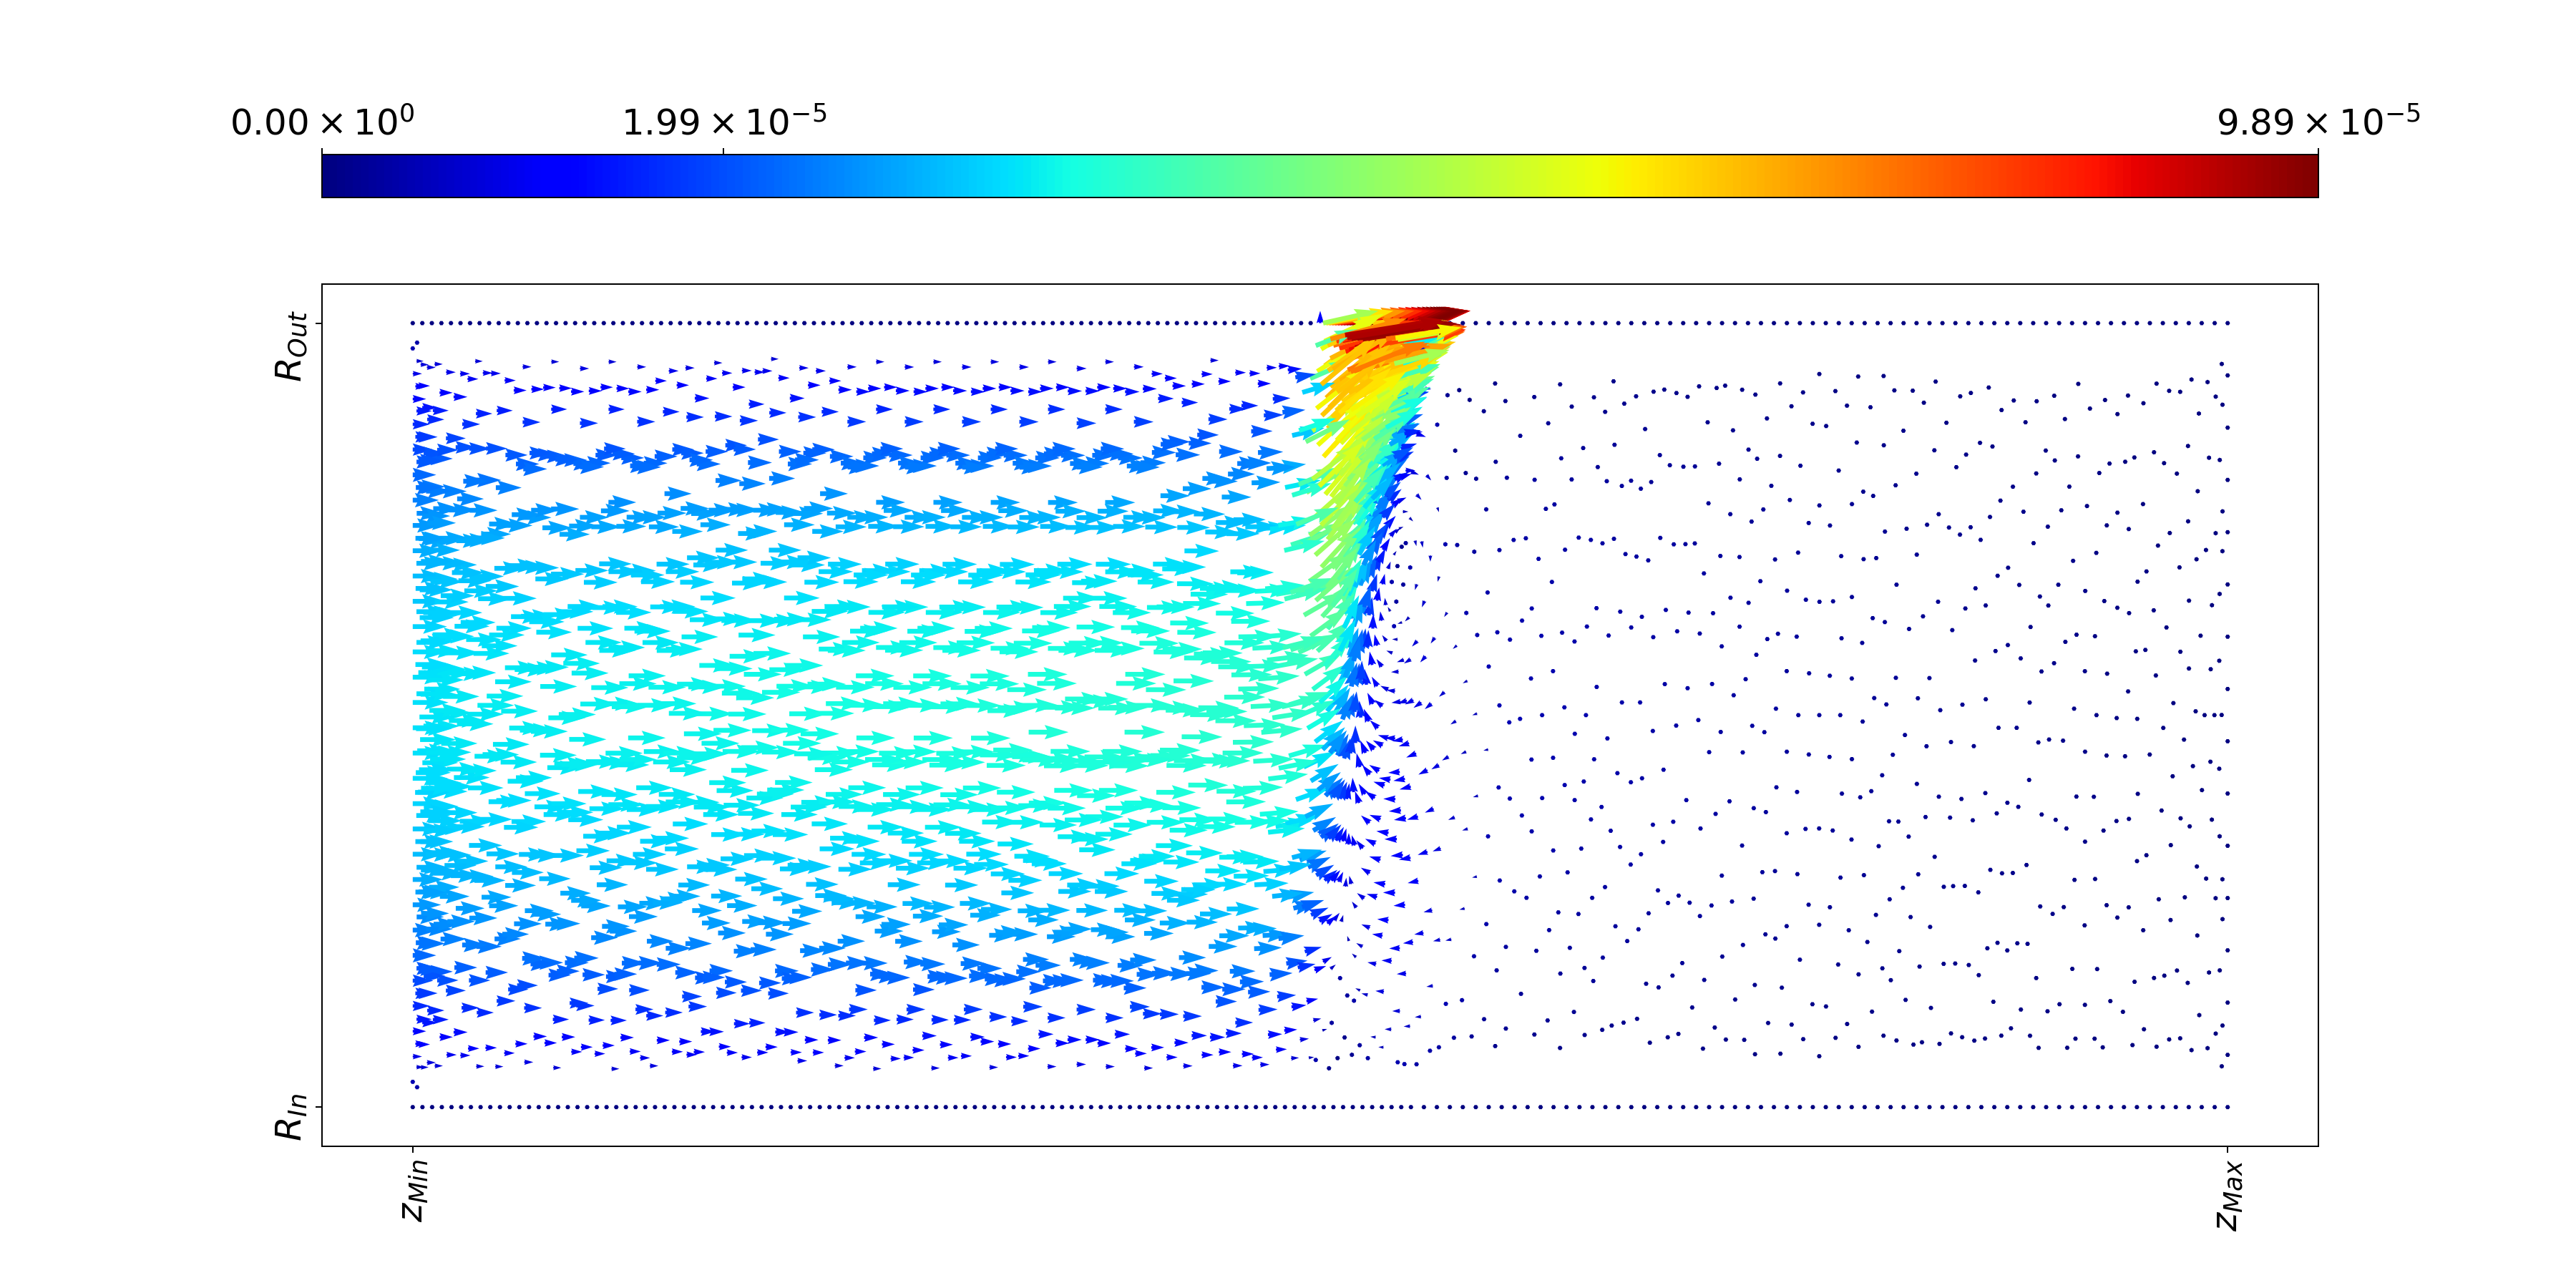 0.00 × 10⁰ 1.99 × 10⁻⁵ 9.89 × 10⁻⁵
R_Out
R_In
z_Min z_Max